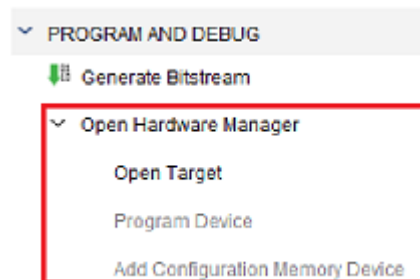 PROGRAM AND DEBUG
Generate Bitstream
Open Hardware Manager
Open Target
Program Device
Add Configuration Memory Device